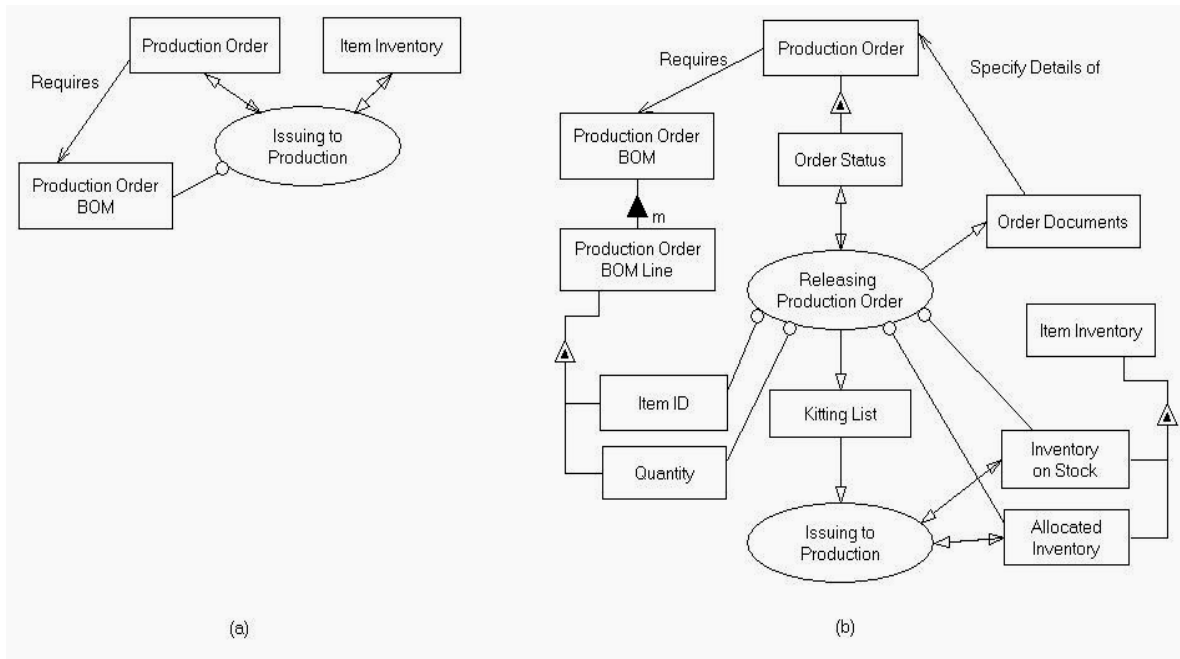 Production Order
Item Inventory
Requires
Issuing to
Production
Production Order
BOM
(a)
Production Order
Requires
Specify Details of
Production Order
BOM
Order Status
m
Order Documents
Production Order
BOM Line
Releasing
Production Order
Item Inventory
Item ID
Kitting List
Quantity
Inventory
on Stock
Issuing to
Production
Allocated
Inventory
(b)